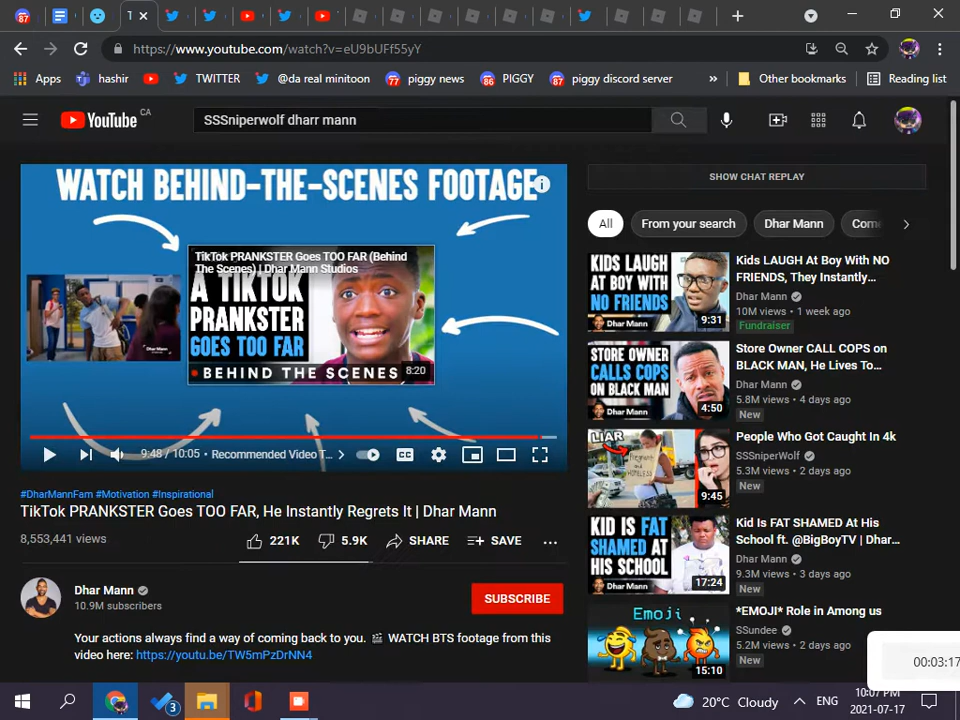 87
T
https://www.youtube.com/watch?v=eU9bUFf55yY
Apps
hashir
TWITTER
@da real minitoon
77
piggy news
86
PIGGY
87
piggy discord server
»
Other bookmarks
Reading list
YouTube
CA
SSSniperwolf dharr mann
WATCH BEHIND-THE-SCENES FOOTAGE
TikTok PRANKSTER Goes TOO FAR (Behind
The Scenes) | Dhar Mann Studios
A TIKTOK
PRANKSTER
GOES TOO FAR
BEHIND THE SCENES
8:20
Dhar Mann
9:48 / 10:05 • Recommended Video T...
CC
#DharMannFam #Motivation #Inspirational
TikTok PRANKSTER Goes TOO FAR, He Instantly Regrets It | Dhar Mann
8,553,441 views
221K
5.9K
SHARE
SAVE
Dhar Mann
10.9M subscribers
SUBSCRIBE
Your actions always find a way of coming back to you. 🎬 WATCH BTS footage from this
video here: https://youtu.be/TW5mPzDrNN4
SHOW CHAT REPLAY
All
From your search
Dhar Mann
Come
KIDS LAUGH
AT BOY WITH
NO FRIENDS
Dhar Mann
9:31
Kids LAUGH At Boy With NO
FRIENDS, They Instantly...
Dhar Mann
10M views • 1 week ago
Fundraiser
STORE OWNER
CALLS COPS
ON BLACK MAN
Dhar Mann
4:50
Store Owner CALL COPS on
BLACK MAN, He Lives To...
Dhar Mann
5.8M views • 4 days ago
New
LIAR
PREGNANT
AND
HOMELESS
9:45
People Who Got Caught In 4k
SSSniperWolf
5.3M views • 2 days ago
New
KID IS FAT
SHAMED AT
HIS SCHOOL
Dhar Mann
17:24
Kid Is FAT SHAMED At His
School ft. @BigBoyTV | Dhar...
Dhar Mann
9.3M views • 3 days ago
New
Emoji
15:10
*EMOJI* Role in Among us
SSundee
5.2M views • 2 days ago
New
00:03:17
3
20°C Cloudy
ENG
10:07 PM
2021-07-17